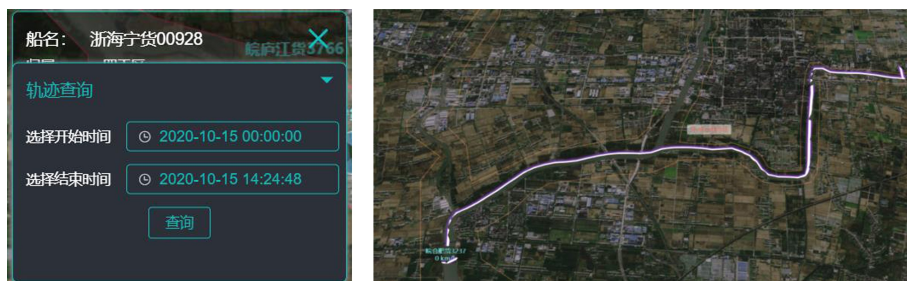 船名： 浙海宁货00928
皖庐江货3766
轨迹查询
选择开始时间 2020-10-15 00:00:00
选择结束时间 2020-10-15 14:24:48
查询
0 km/h